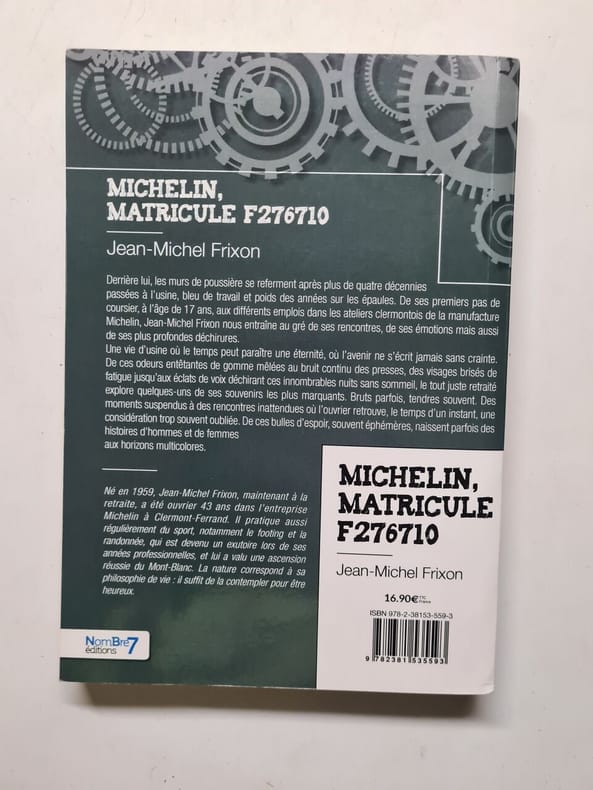 MICHELIN,
MATRICULE F276710
Jean-Michel Frixon
Derrière lui, les murs de poussière se referment après plus de quatre décennies
passées à l'usine, bleu de travail et poids des années sur les épaules. De ses premiers pas de
coursier, à l'âge de 17 ans, aux différents emplois dans les ateliers clermontois de la manufacture
Michelin, Jean-Michel Frixon nous entraîne au gré de ses rencontres, de ses émotions mais aussi
de ses plus profondes déchirures.
Une vie d'usine où le temps peut paraître une éternité, où l'avenir ne s'écrit jamais sans crainte.
De ces odeurs entêtantes de gomme mêlées au bruit continu des presses, des visages brisés de
fatigue jusqu'aux éclats de voix déchirant ces innombrables nuits sans sommeil, le tout juste retraité
explore quelques-uns de ses souvenirs les plus marquants. Bruts parfois, tendres souvent. Des
moments suspendus à des rencontres inattendues où l'ouvrier retrouve, le temps d'un instant, une
considération trop souvent oubliée. De ces bulles d'espoir, souvent éphémères, naissent parfois des
histoires d'hommes et de femmes
aux horizons multicolores.
Né en 1959, Jean-Michel Frixon, maintenant à la
retraite, a été ouvrier 43 ans dans l'entreprise
Michelin à Clermont-Ferrand. Il pratique aussi
régulièrement du sport, notamment le footing et la
randonnée, qui est devenu un exutoire lors de ses
années professionnelles, et lui a valu une ascension
réussie du Mont-Blanc. La nature correspond à sa
philosophie de vie : il suffit de la contempler pour être
heureux.
NomBre7
éditions
MICHELIN,
MATRICULE
F276710
Jean-Michel Frixon
16.90€ TTC
France
ISBN 978-2-38153-559-3
9 782381 535593